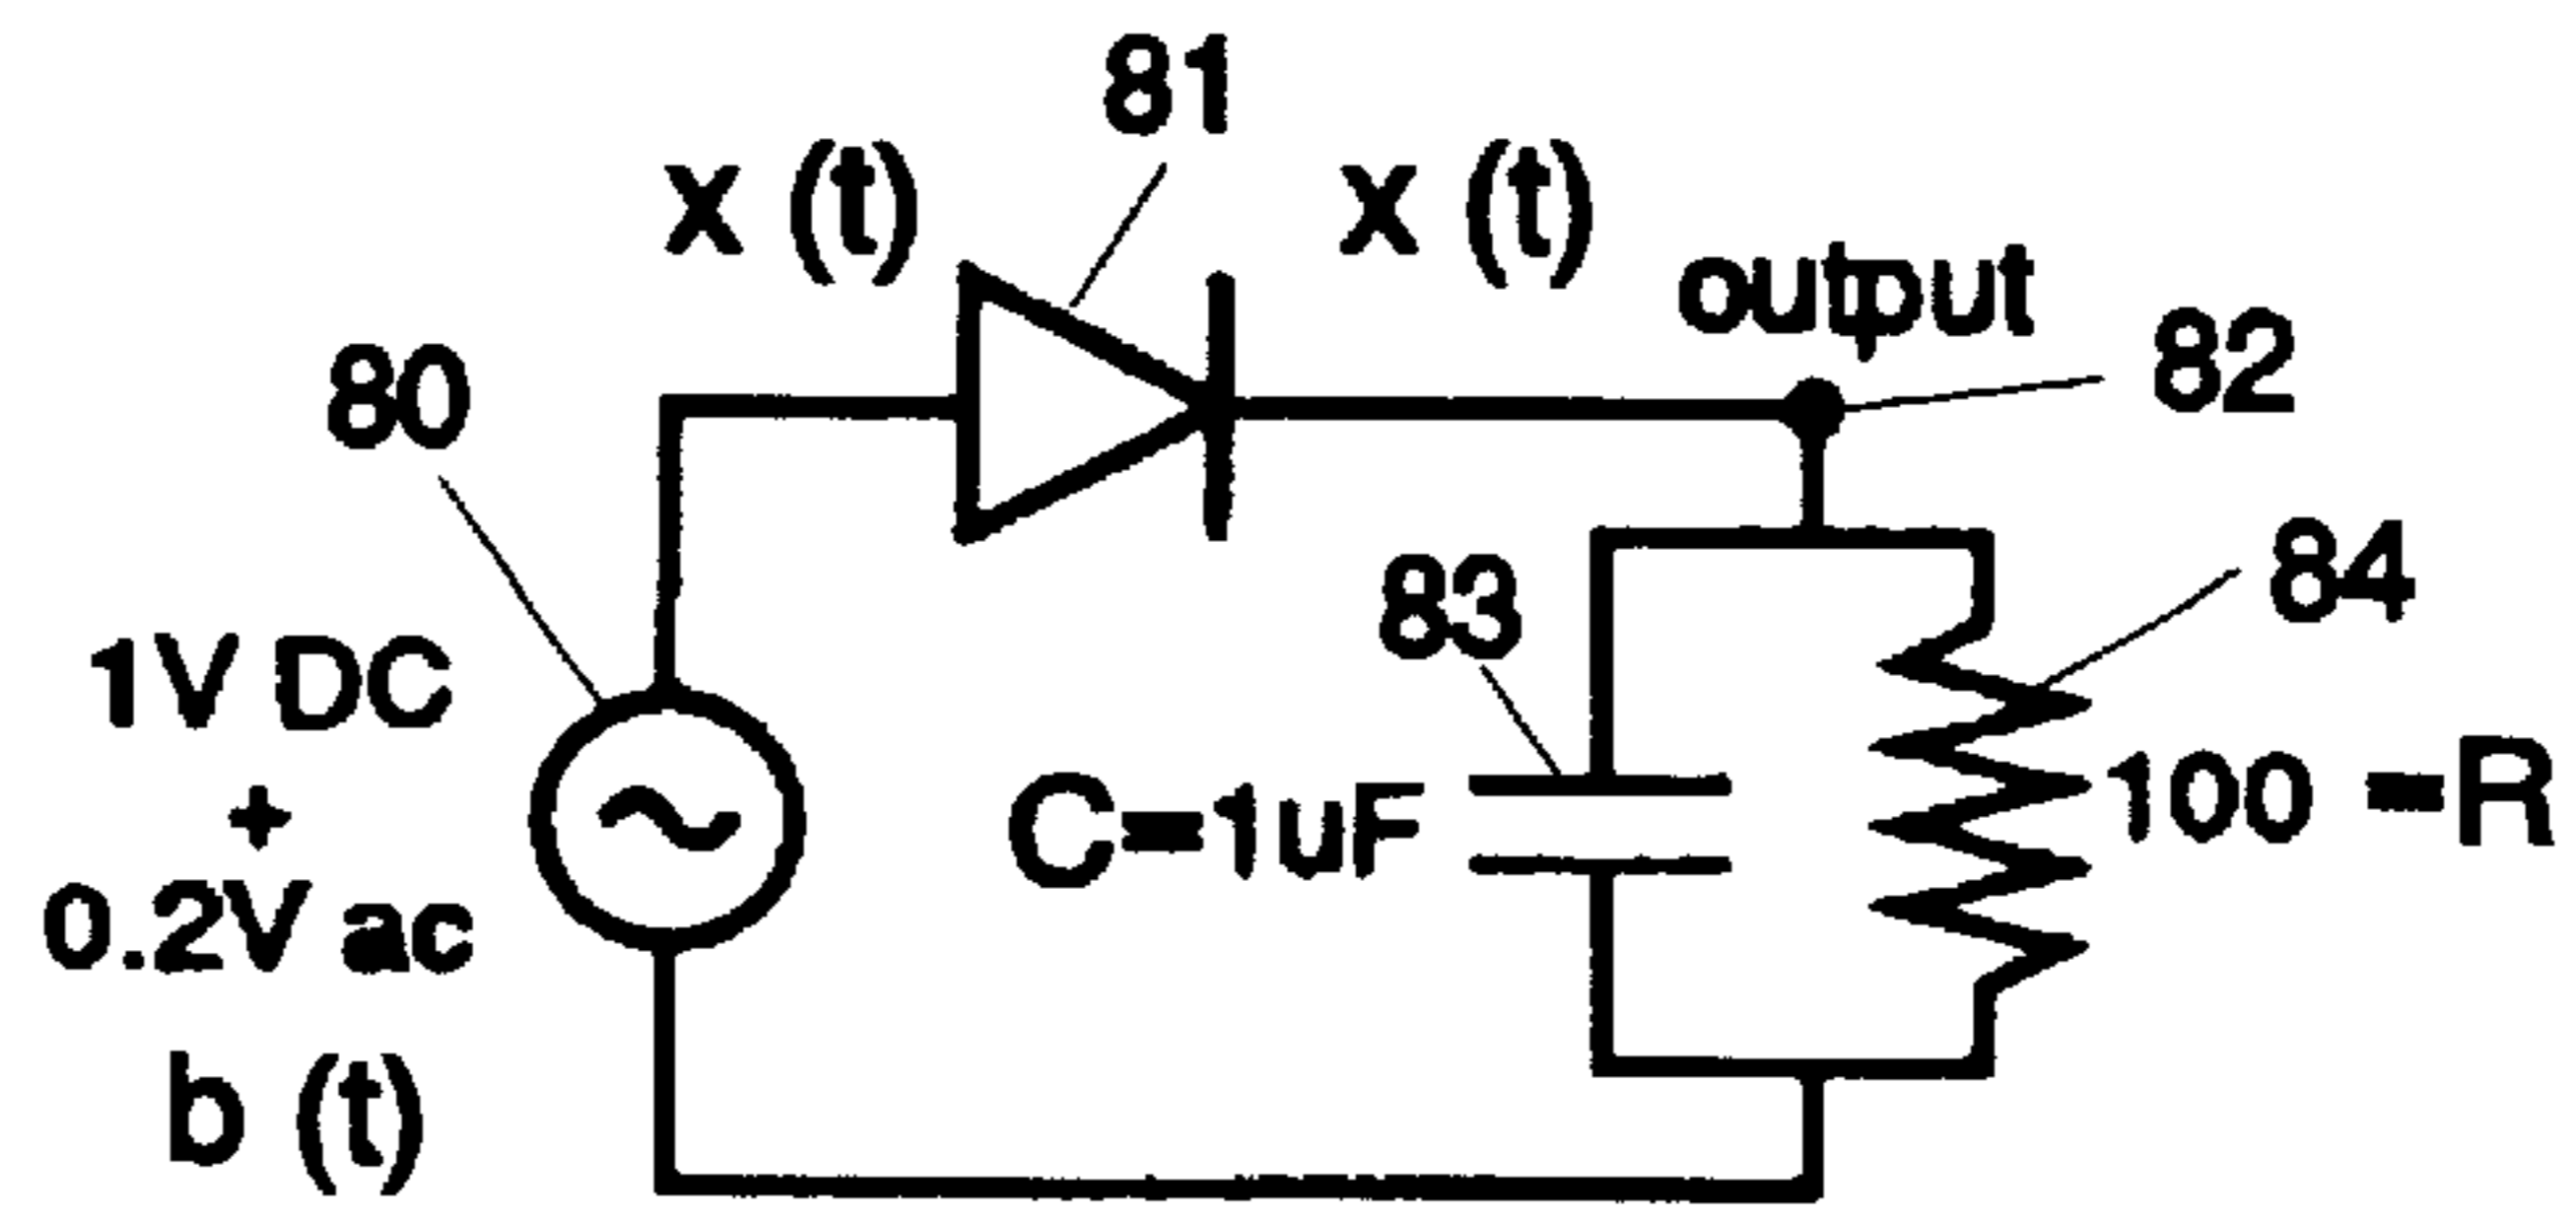 81
x (t)
x (t)
output
82
80
84
83
1V DC
+
0.2V ac
b (t)
C=1uF
100 =R